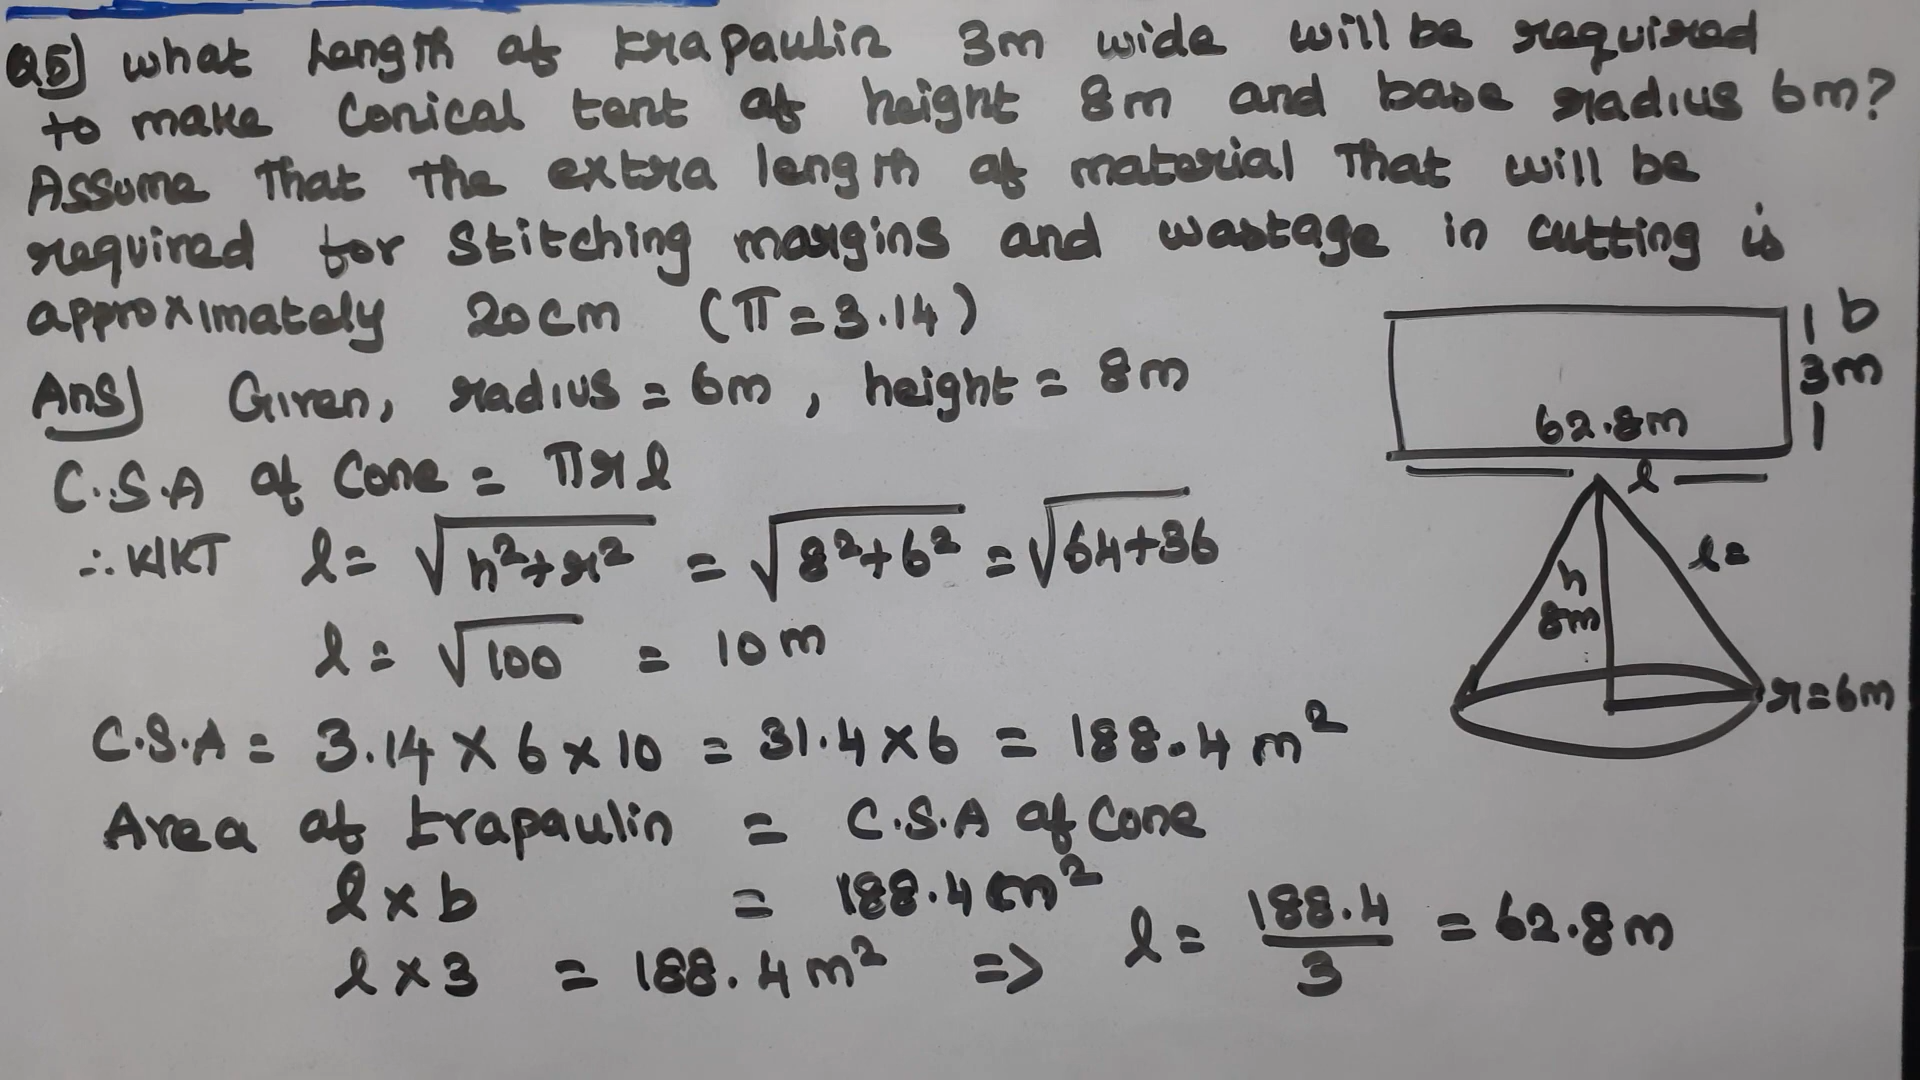 Q5) what Length of trapaulin 3m wide will be required
to make Conical tent of height 8m and base radius 6m?
Assume That the extra length of material That will be
required for Stitching margins and wastage in cutting is
approximately 20cm (π=3.14)
Ans) Given, radius = 6m, height = 8m
C.S.A of Cone = πrl
∴ WKT l = √h²+r² = √8²+6² = √64+36
l = √100 = 10m
C.S.A = 3.14 x 6 x 10 = 31.4 x 6 = 188.4 m²
Area of trapaulin = C.S.A of Cone
l x b = 188.4 m²
l x 3 = 188.4 m² => l = 188.4/3 = 62.8m
b
3m
62.8m
l
l=
h
8m
r=6m